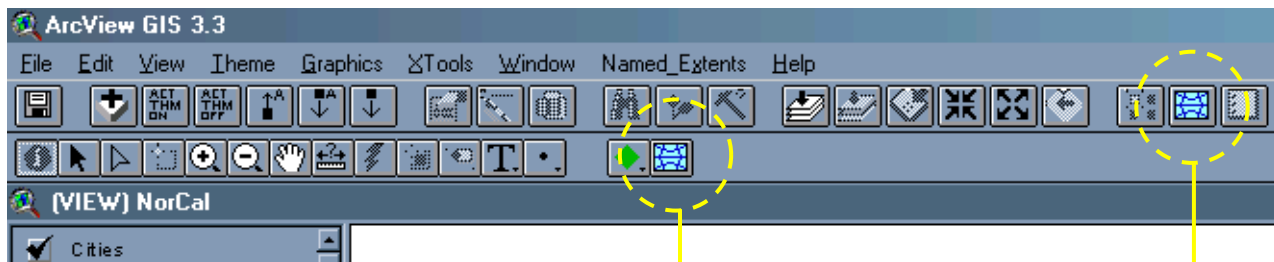 ArcView GIS 3.3
File Edit View Theme Graphics XTools Window Named_Extents Help
ACT THM ON ACT THM OFF A A
? T
(VIEW) NorCal
Cities